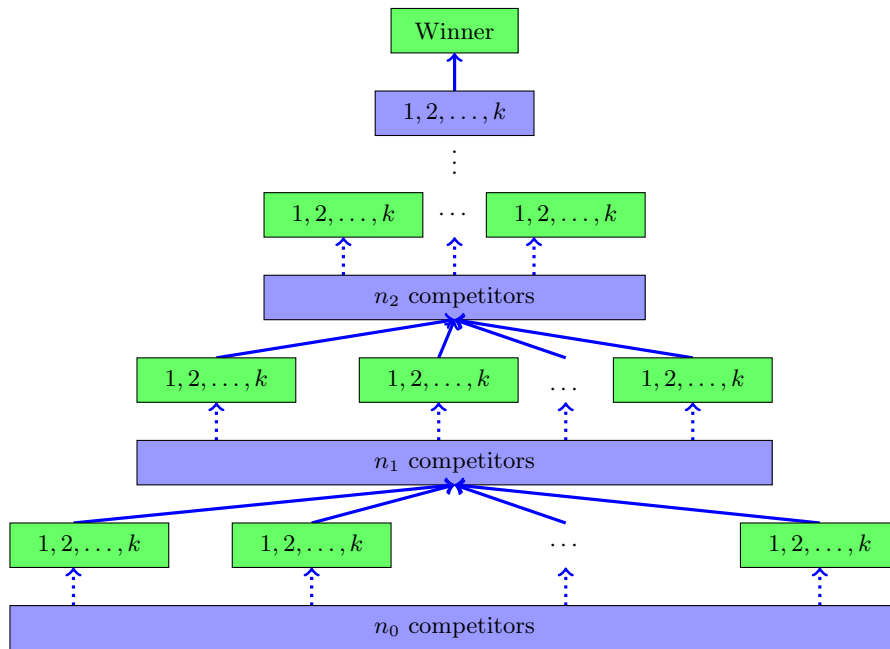 Winner
1, 2, . . . , k
⋮
1, 2, . . . , k ⋯ 1, 2, . . . , k
n₂ competitors
1, 2, . . . , k 1, 2, . . . , k ⋯ 1, 2, . . . , k
n₁ competitors
1, 2, . . . , k 1, 2, . . . , k ⋯ 1, 2, . . . , k
n₀ competitors